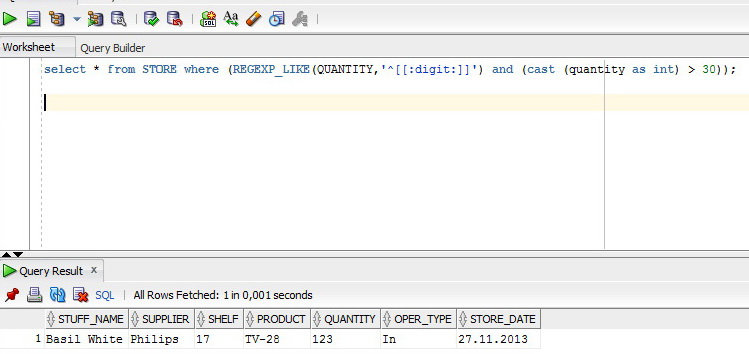 Worksheet Query Builder
select * from STORE where (REGEXP_LIKE(QUANTITY,'^[[:digit:]]') and (cast (quantity as int) > 30));
Query Result x
SQL | All Rows Fetched: 1 in 0,001 seconds
STUFF_NAME SUPPLIER SHELF PRODUCT QUANTITY OPER_TYPE STORE_DATE
1 Basil White Philips 17 TV-28 123 In 27.11.2013